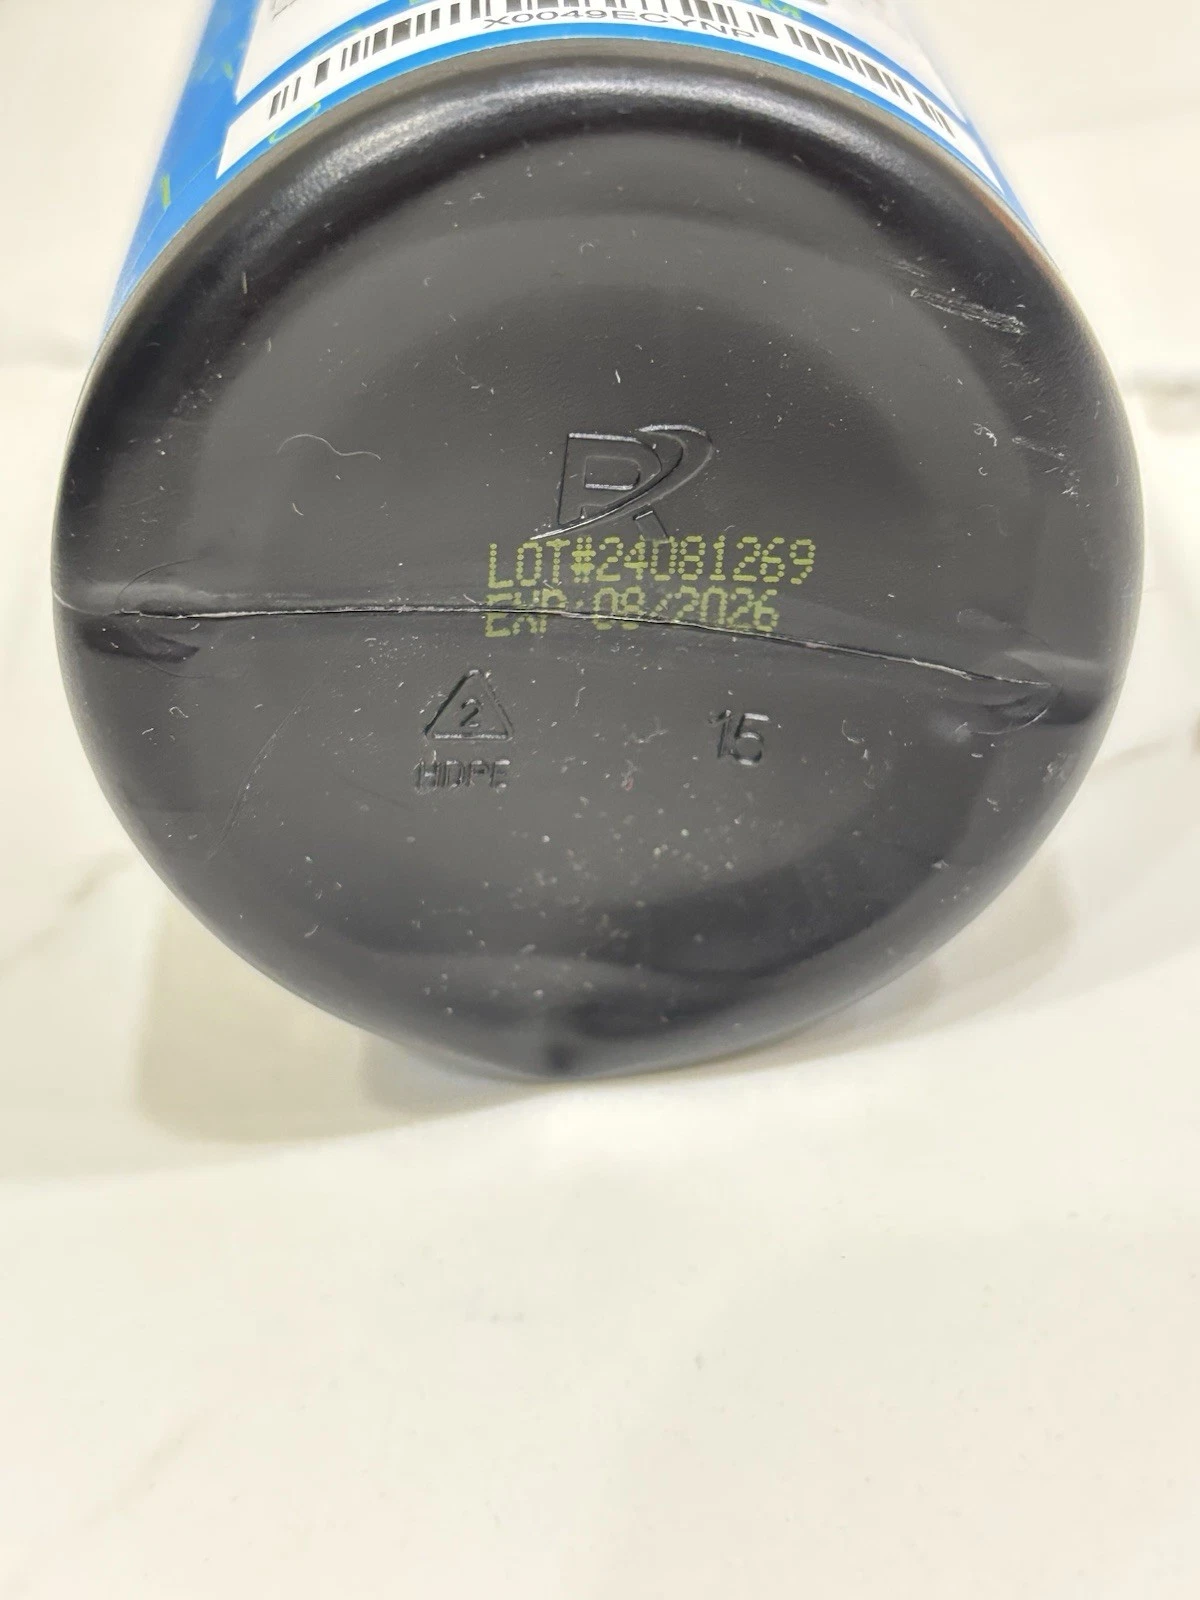 X0049ECYNP
R
LOT#24081269
EXP:08/2026
2
HDPE
15